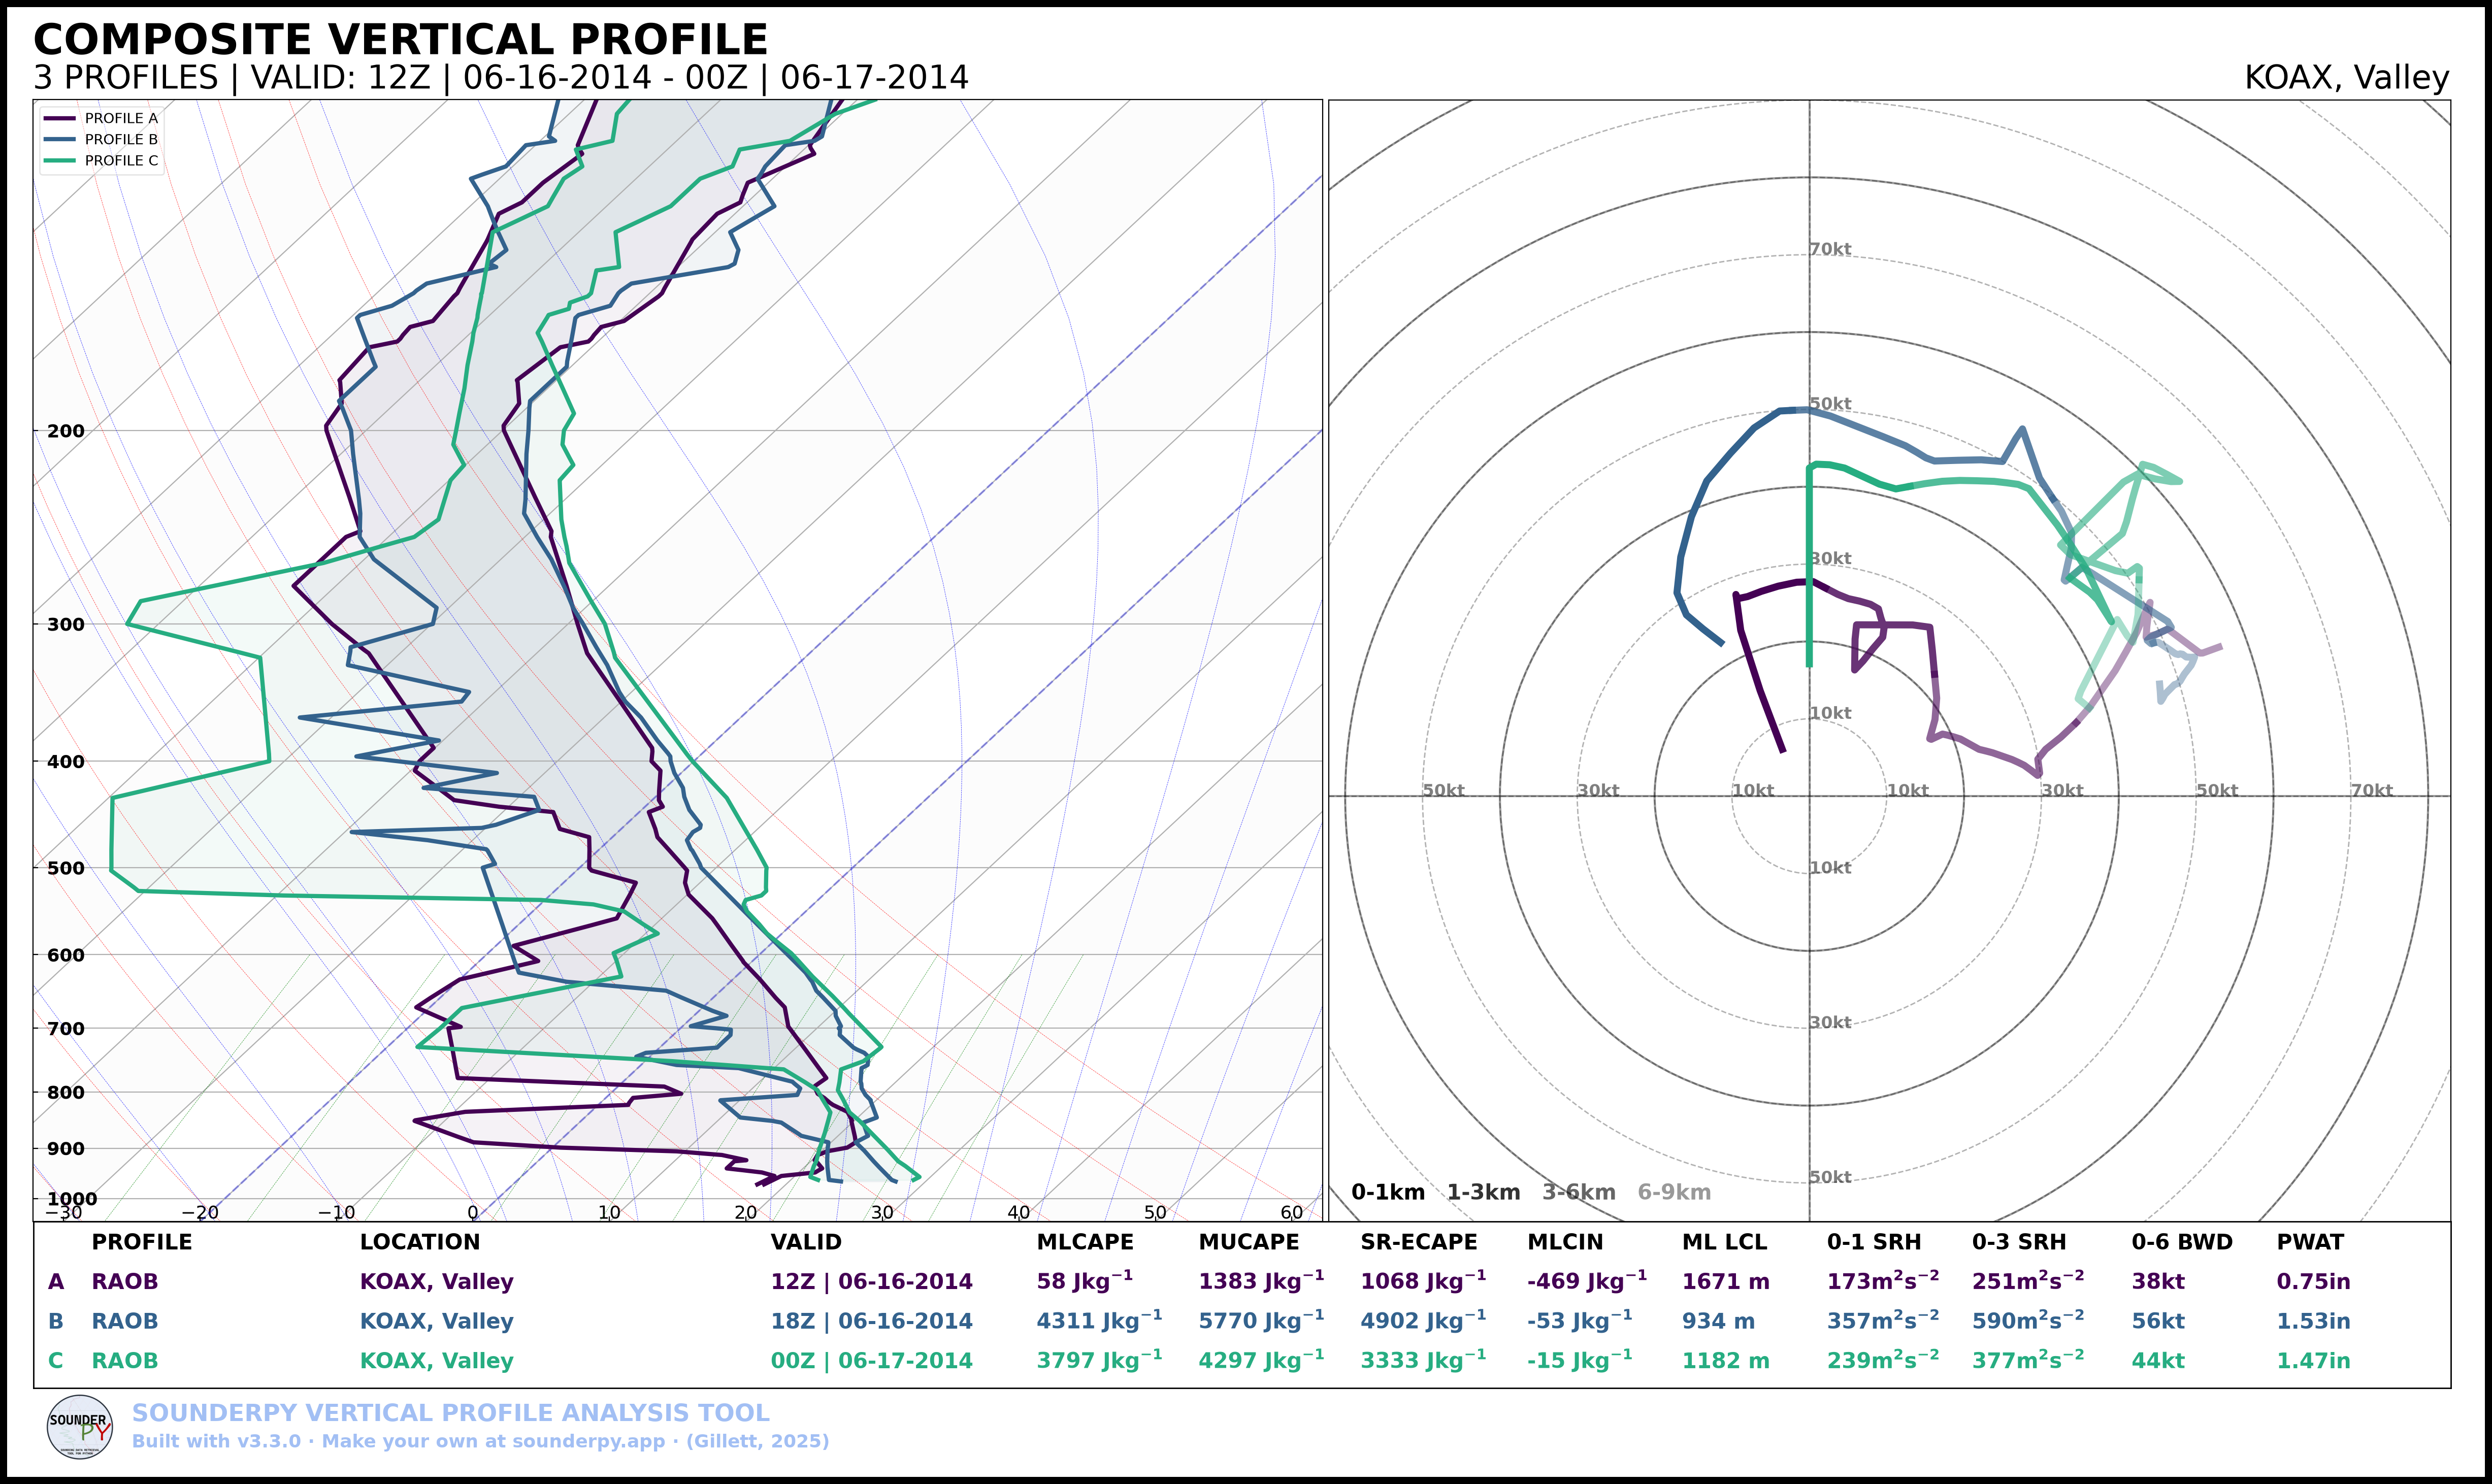 COMPOSITE VERTICAL PROFILE
3 PROFILES | VALID: 12Z | 06-16-2014 - 00Z | 06-17-2014
KOAX, Valley
PROFILE A
PROFILE B
PROFILE C
200
300
400
500
600
700
800
900
1000
−30 −20 −10 0 10 20 30 40 50 60
70kt
50kt
30kt
10kt
50kt 30kt 10kt 10kt 30kt 50kt 70kt
10kt
30kt
50kt
0-1km 1-3km 3-6km 6-9km
PROFILE LOCATION VALID MLCAPE MUCAPE SR-ECAPE MLCIN ML LCL 0-1 SRH 0-3 SRH 0-6 BWD PWAT
A RAOB KOAX, Valley 12Z | 06-16-2014 58 Jkg⁻¹ 1383 Jkg⁻¹ 1068 Jkg⁻¹ -469 Jkg⁻¹ 1671 m 173m²s⁻² 251m²s⁻² 38kt 0.75in
B RAOB KOAX, Valley 18Z | 06-16-2014 4311 Jkg⁻¹ 5770 Jkg⁻¹ 4902 Jkg⁻¹ -53 Jkg⁻¹ 934 m 357m²s⁻² 590m²s⁻² 56kt 1.53in
C RAOB KOAX, Valley 00Z | 06-17-2014 3797 Jkg⁻¹ 4297 Jkg⁻¹ 3333 Jkg⁻¹ -15 Jkg⁻¹ 1182 m 239m²s⁻² 377m²s⁻² 44kt 1.47in
SOUNDER
PY
SOUNDERPY VERTICAL PROFILE ANALYSIS TOOL
Built with v3.3.0 · Make your own at sounderpy.app · (Gillett, 2025)